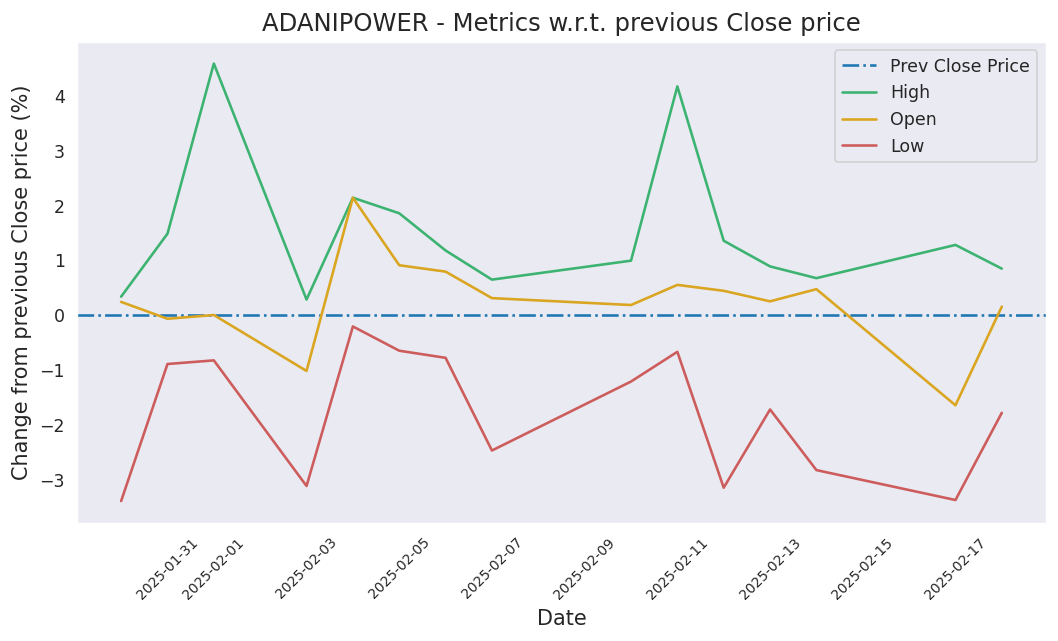 ADANIPOWER - Metrics w.r.t. previous Close price
Prev Close Price
High
Open
Low
Change from previous Close price (%)
4
3
2
1
0
−1
−2
−3
2025-01-31
2025-02-01
2025-02-03
2025-02-05
2025-02-07
2025-02-09
2025-02-11
2025-02-13
2025-02-15
2025-02-17
Date